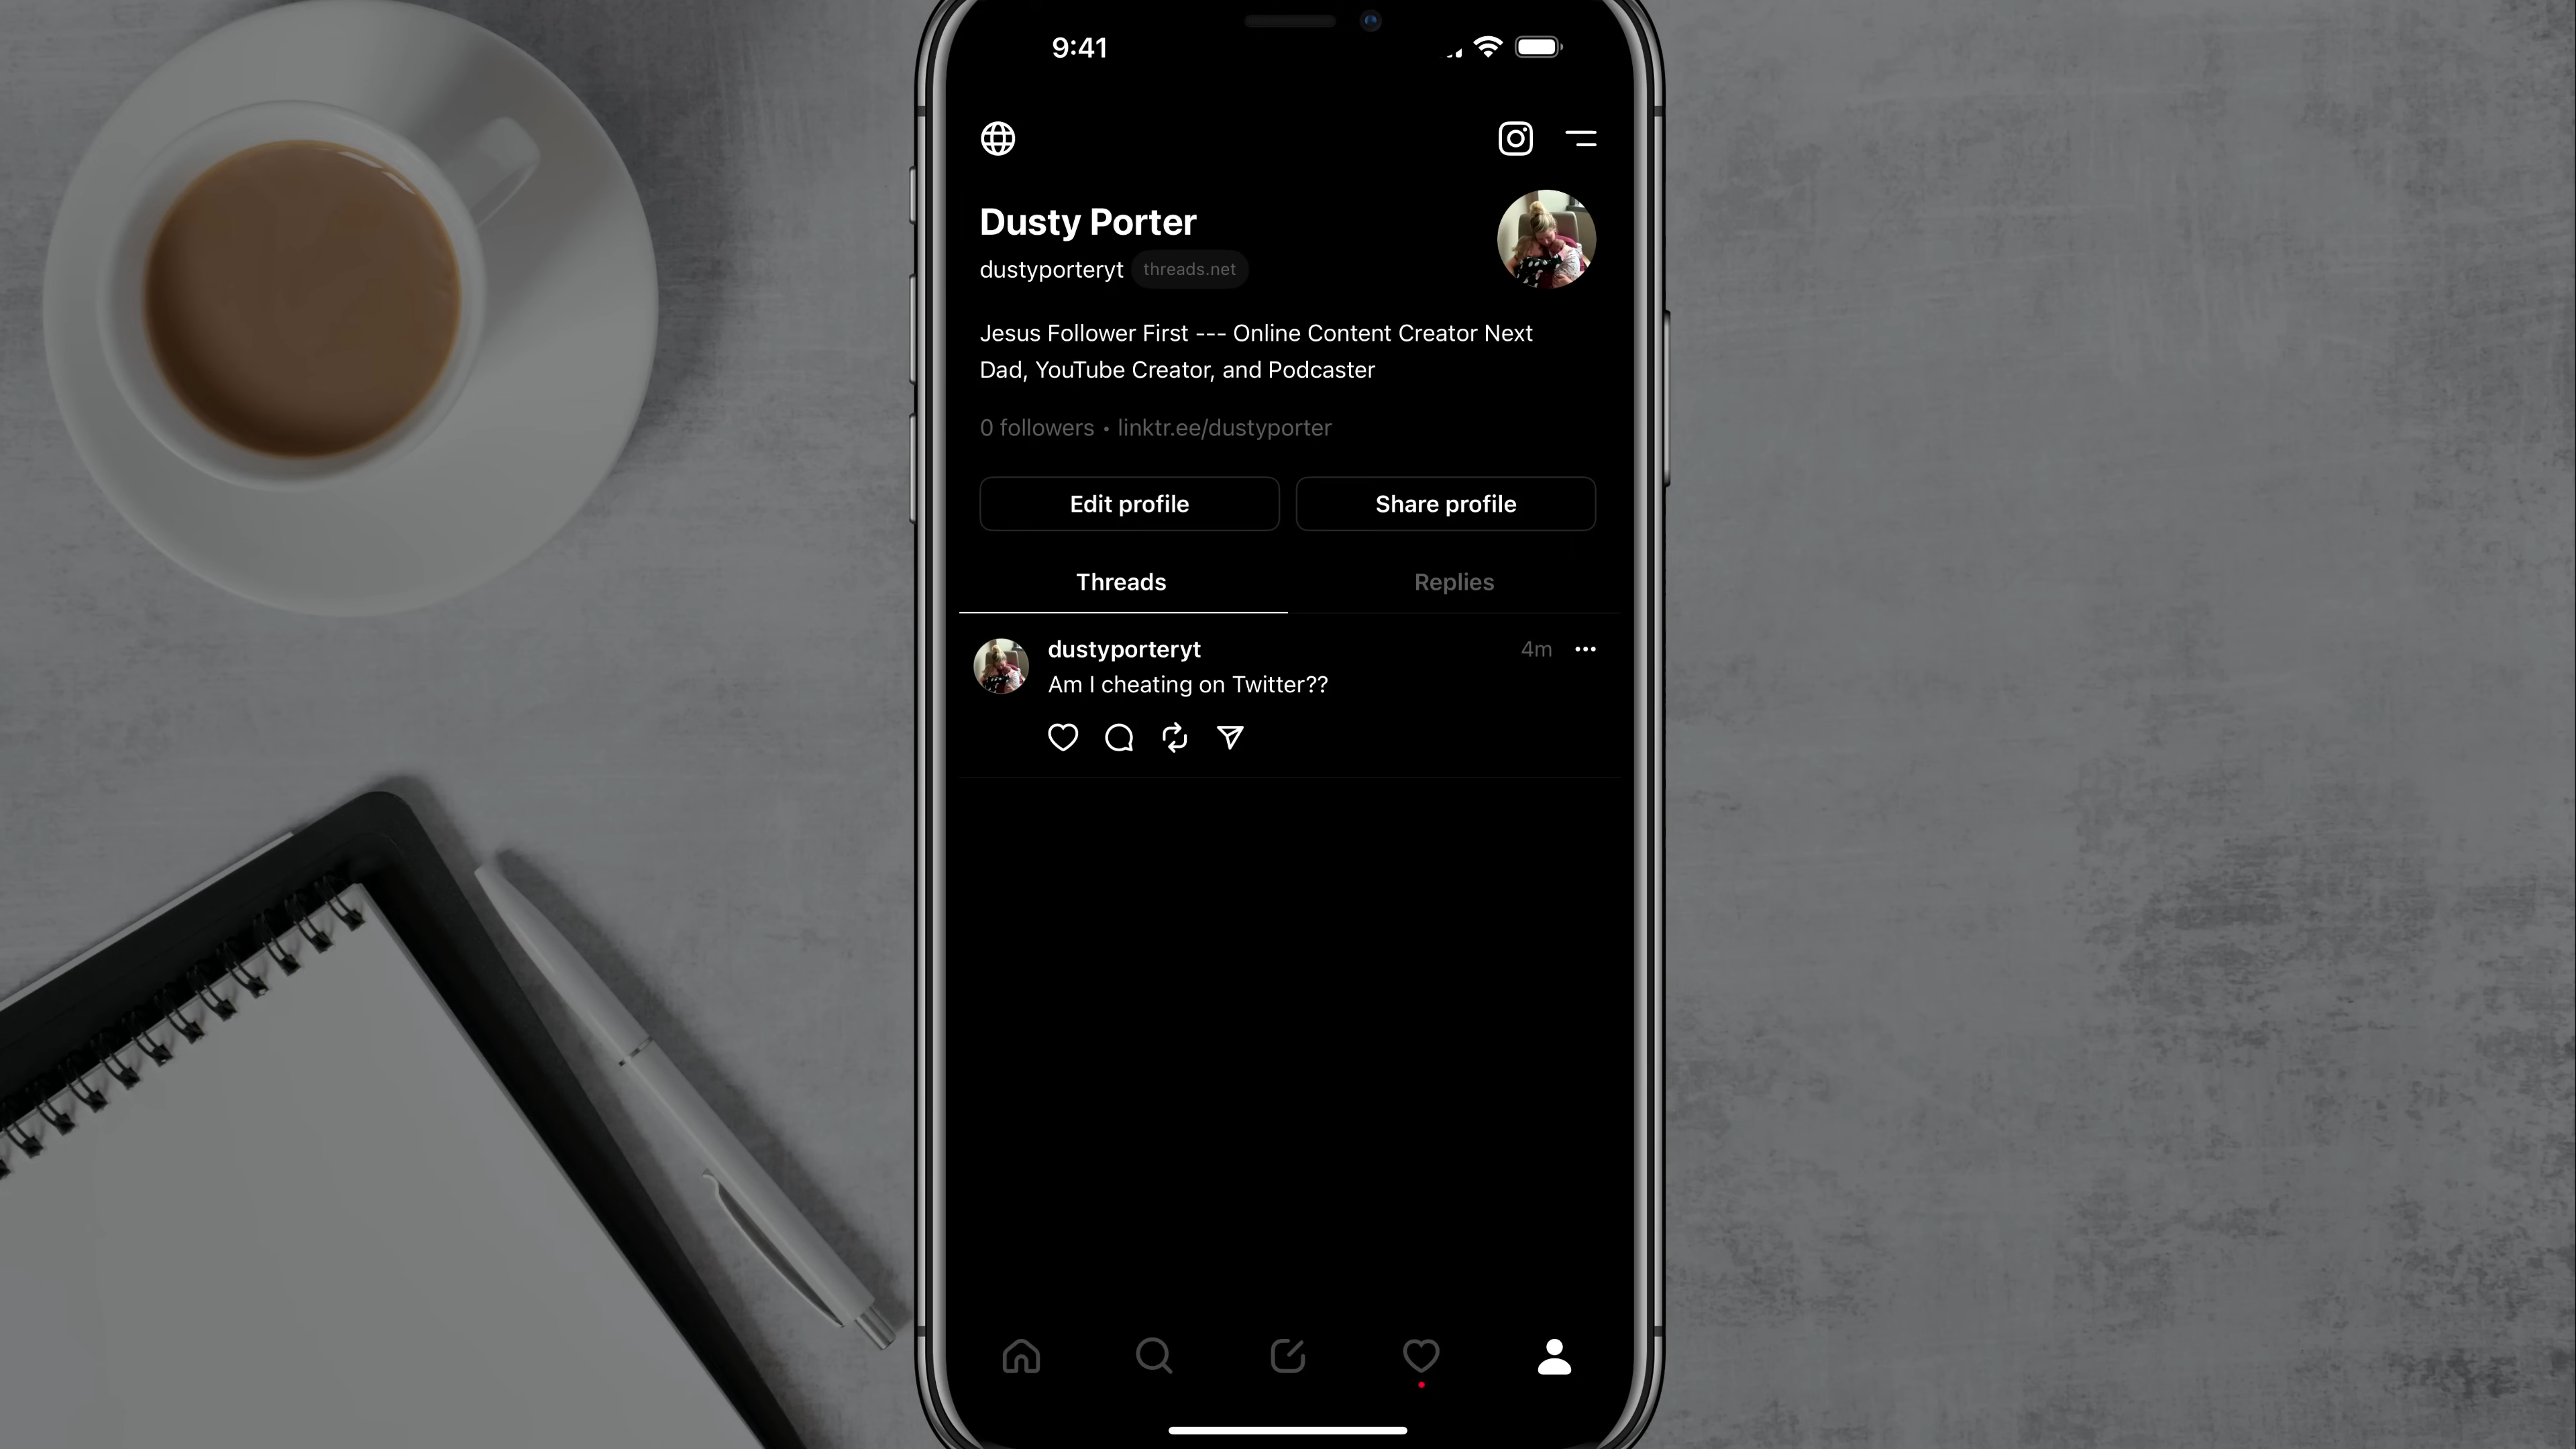 9:41
Dusty Porter
dustyporteryt threads.net
Jesus Follower First --- Online Content Creator Next
Dad, YouTube Creator, and Podcaster
0 followers • linktr.ee/dustyporter
Edit profile Share profile
Threads Replies
dustyporteryt 4m
Am I cheating on Twitter??